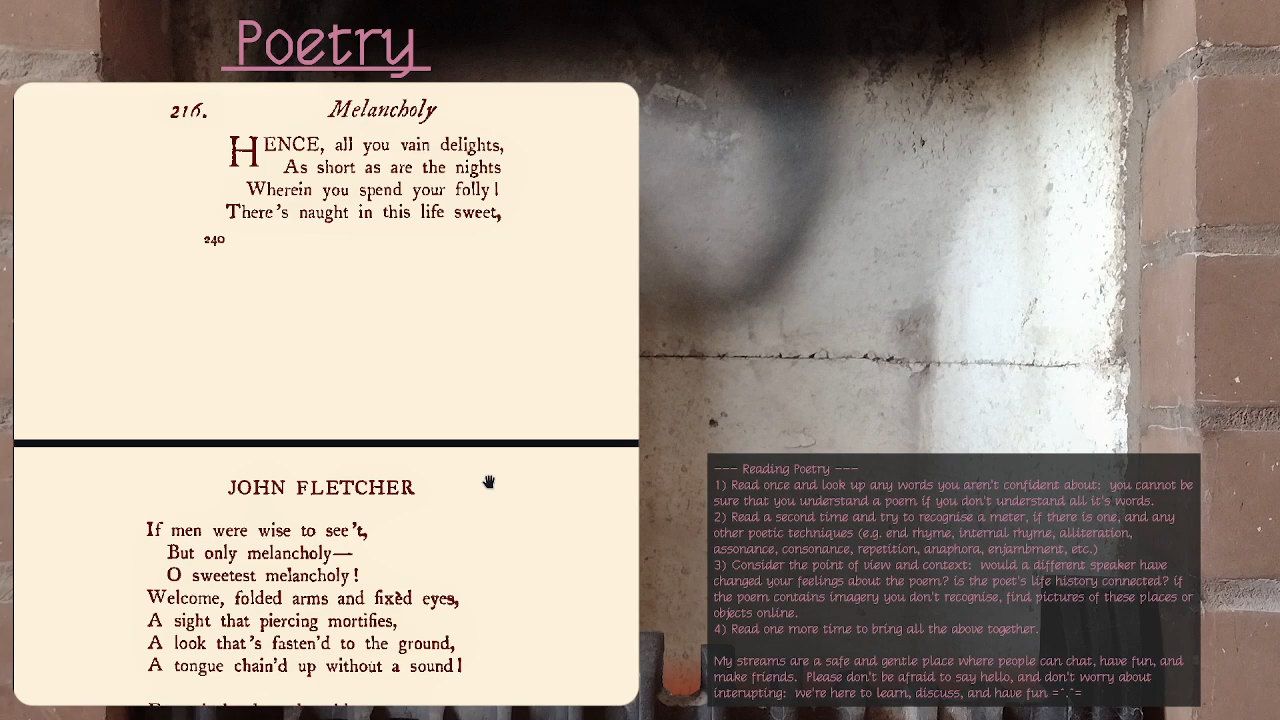 Poetry
216. Melancholy
HENCE, all you vain delights,
As short as are the nights
Wherein you spend your folly!
There's naught in this life sweet,
240
JOHN FLETCHER
If men were wise to see't,
But only melancholy—
O sweetest melancholy!
Welcome, folded arms and fixèd eyes,
A sight that piercing mortifies,
A look that's fasten'd to the ground,
A tongue chain'd up without a sound!
--- Reading Poetry ---
1) Read once and look up any words you aren't confident about: you cannot be
sure that you understand a poem if you don't understand all it's words.
2) Read a second time and try to recognise a meter, if there is one, and any
other poetic techniques (e.g. end rhyme, internal rhyme, alliteration,
assonance, consonance, repetition, anaphora, enjambment, etc.)
3) Consider the point of view and context: would a different speaker have
changed your feelings about the poem? is the poet's life history connected? if
the poem contains imagery you don't recognise, find pictures of these places or
objects online.
4) Read one more time to bring all the above together.
My streams are a safe and gentle place where people can chat, have fun, and
make friends. Please don't be afraid to say hello, and don't worry about
interupting: we're here to learn, discuss, and have fun =^.^=